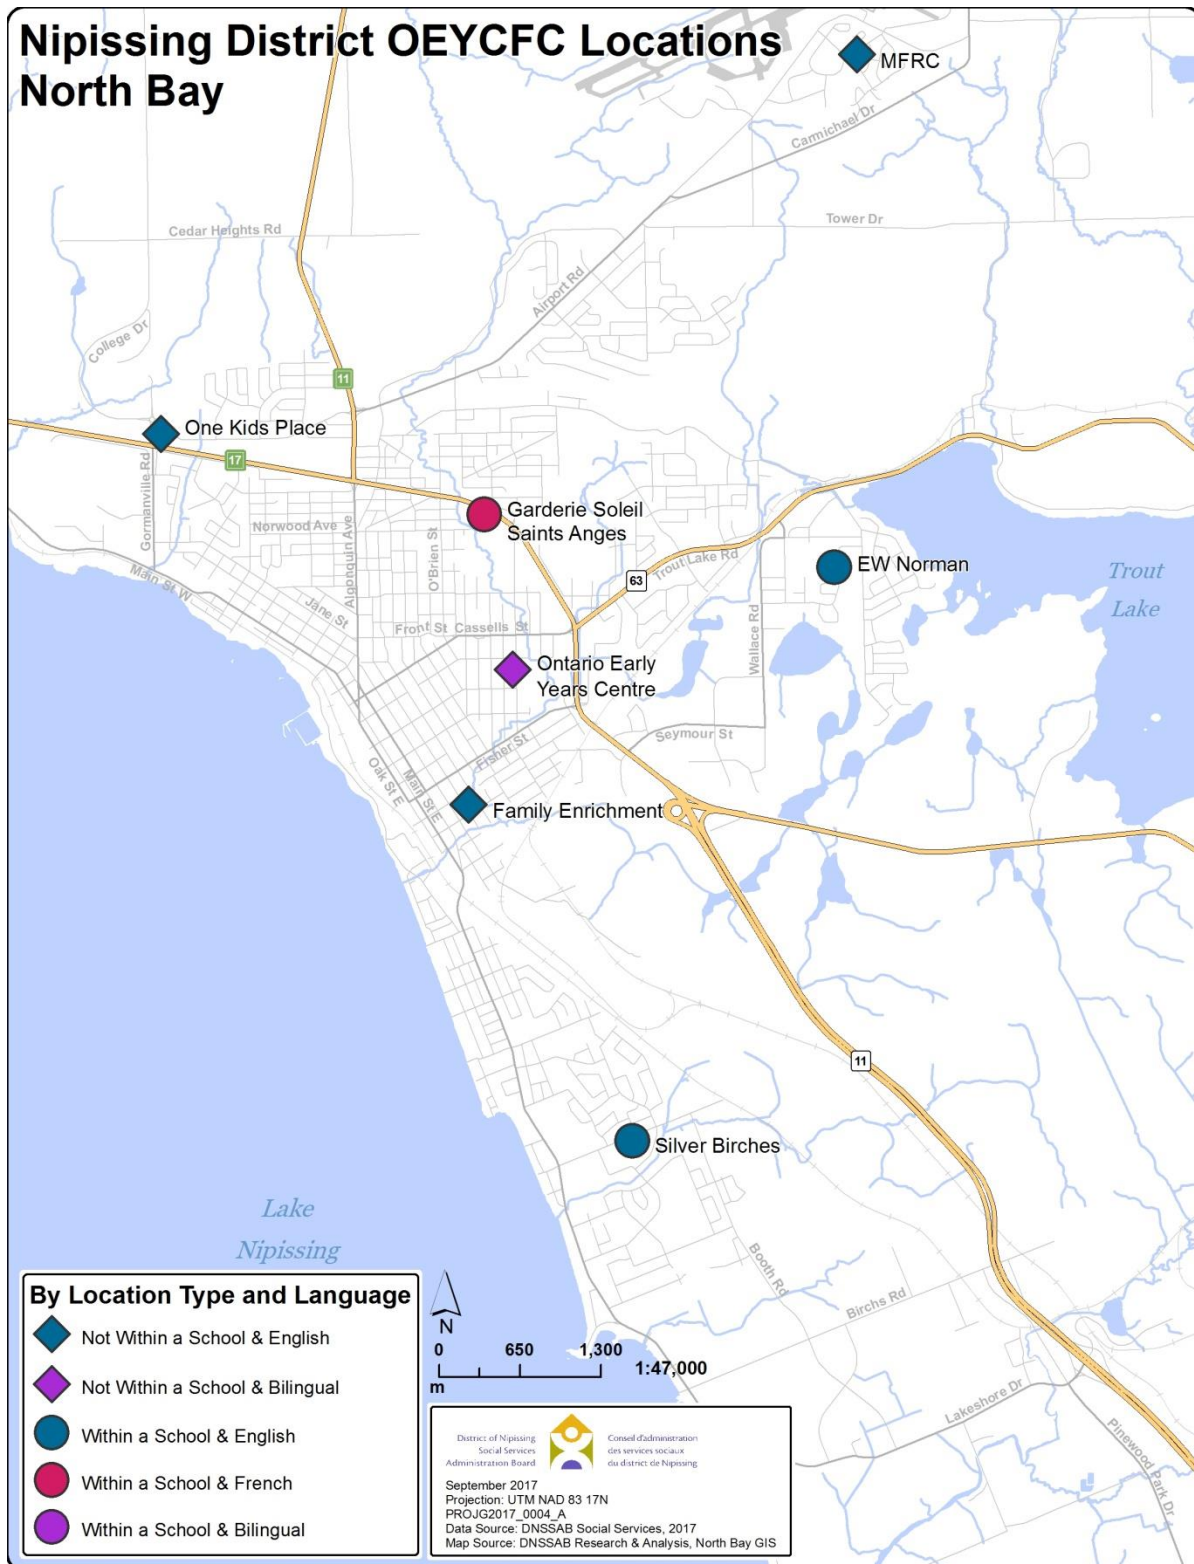 Nipissing District OEYCFC Locations
North Bay
MFRC
Carmichael Dr
Tower Dr
Cedar Heights Rd
Airport Rd
College Dr
11
One Kids Place
17
Gormanville Rd
Garderie Soleil
Saints Anges
Norwood Ave
Algonquin Ave
O'Brien St
Trout Lake Rd
63
EW Norman
Trout
Lake
Main St W
Jane St
Front St
Cassells St
Wallace Rd
Ontario Early
Years Centre
Seymour St
Fisher St
Oak St E
Main St E
Family Enrichment
11
Silver Birches
Lake
Nipissing
Booth Rd
Birchs Rd
Lakeshore Dr
Pinewood Park Dr
By Location Type and Language
Not Within a School & English
Not Within a School & Bilingual
Within a School & English
Within a School & French
Within a School & Bilingual
N
0 650 1,300
1:47,000
m
District of Nipissing
Social Services
Administration Board
Conseil d'administration
des services sociaux
du district de Nipissing
September 2017
Projection: UTM NAD 83 17N
PROJG2017_0004_A
Data Source: DNSSAB Social Services, 2017
Map Source: DNSSAB Research & Analysis, North Bay GIS